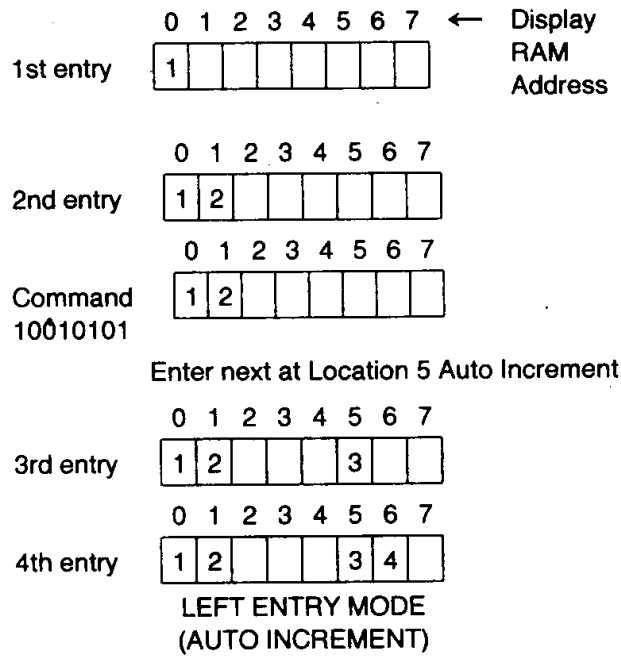 0 1 2 3 4 5 6 7 ← Display
RAM
Address
1st entry 1
0 1 2 3 4 5 6 7
2nd entry 1 2
0 1 2 3 4 5 6 7
Command 1 2
10010101
Enter next at Location 5 Auto Increment
0 1 2 3 4 5 6 7
3rd entry 1 2 3
0 1 2 3 4 5 6 7
4th entry 1 2 3 4
LEFT ENTRY MODE
(AUTO INCREMENT)